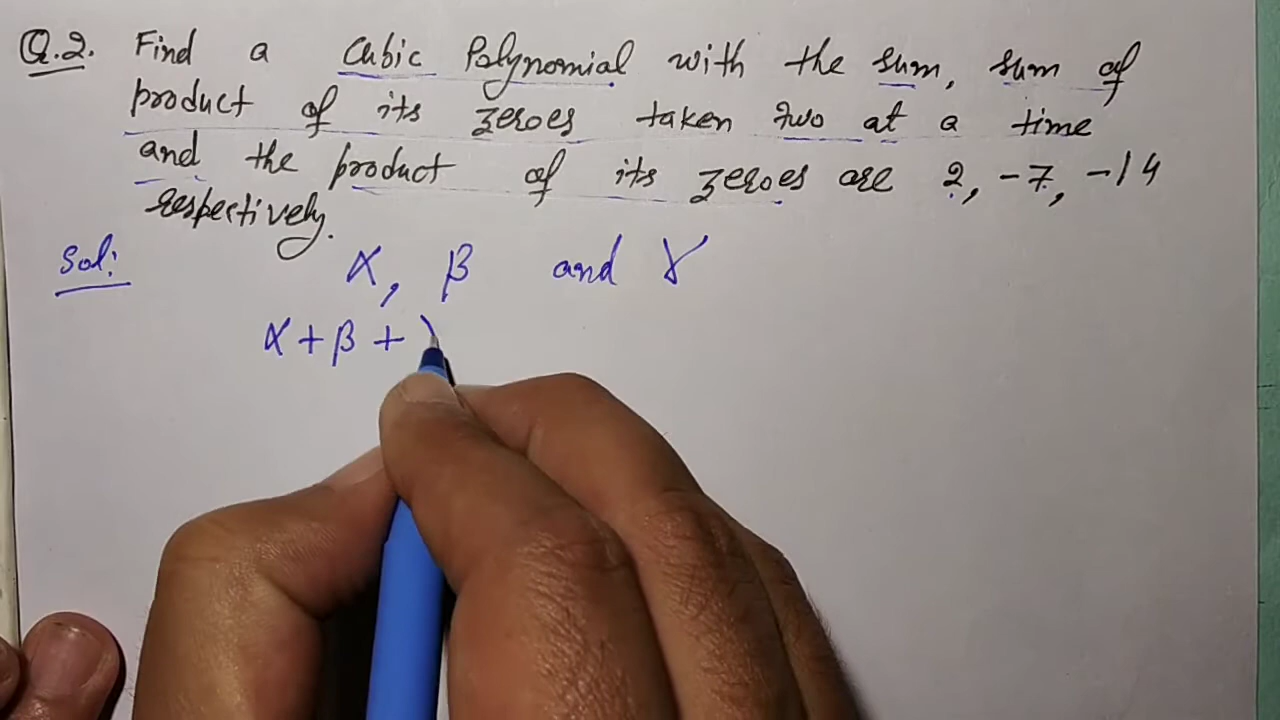 Q.2. Find a Cubic Polynomial with the sum, sum of
product of its zeroes taken two at a time
and the product of its zeroes are 2, -7, -14
respectively.
Sol: α, β and γ
α + β +